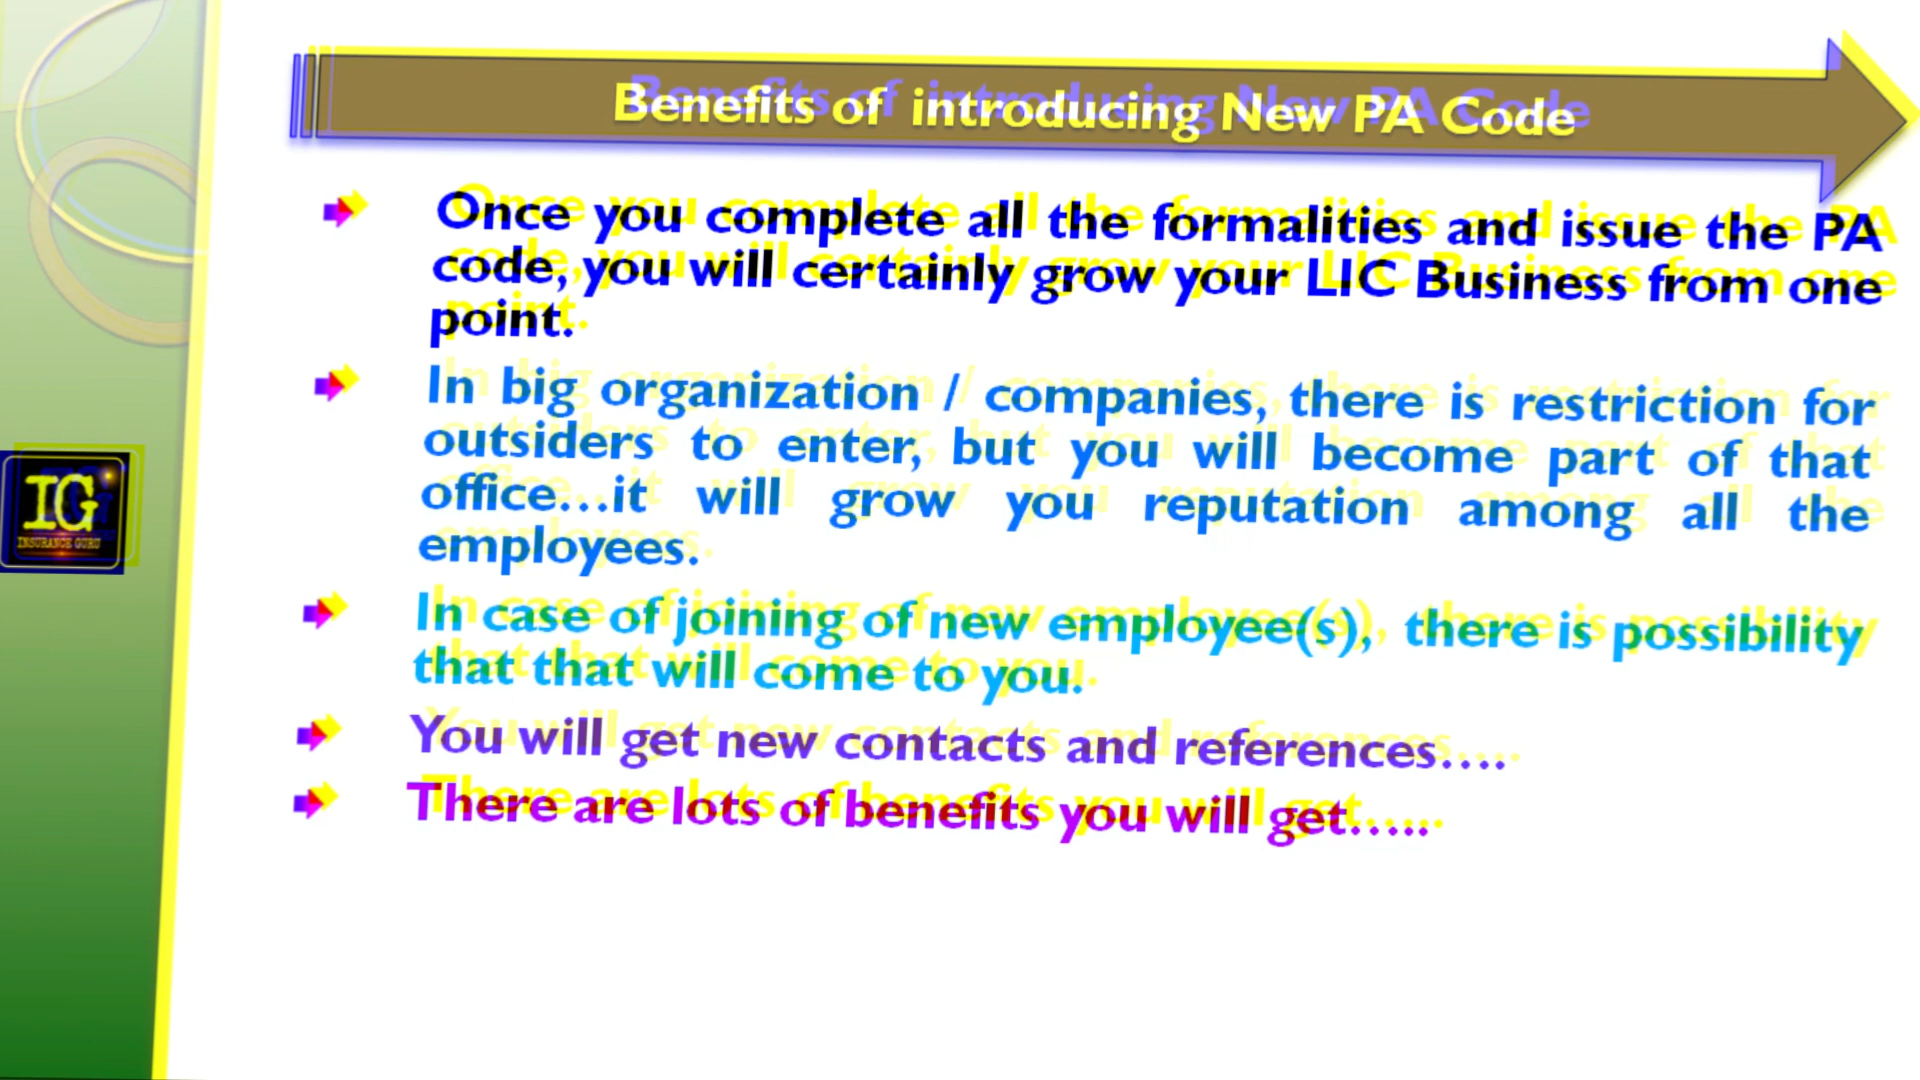 Benefits of introducing New PA Code
Once you complete all the formalities and issue the PA
code, you will certainly grow your LIC Business from one
point.
In big organization / companies, there is restriction for
outsiders to enter, but you will become part of that
office...it will grow you reputation among all the
employees.
In case of joining of new employee(s), there is possibility
that that will come to you.
You will get new contacts and references....
There are lots of benefits you will get.....
IG
INSURANCE GURU